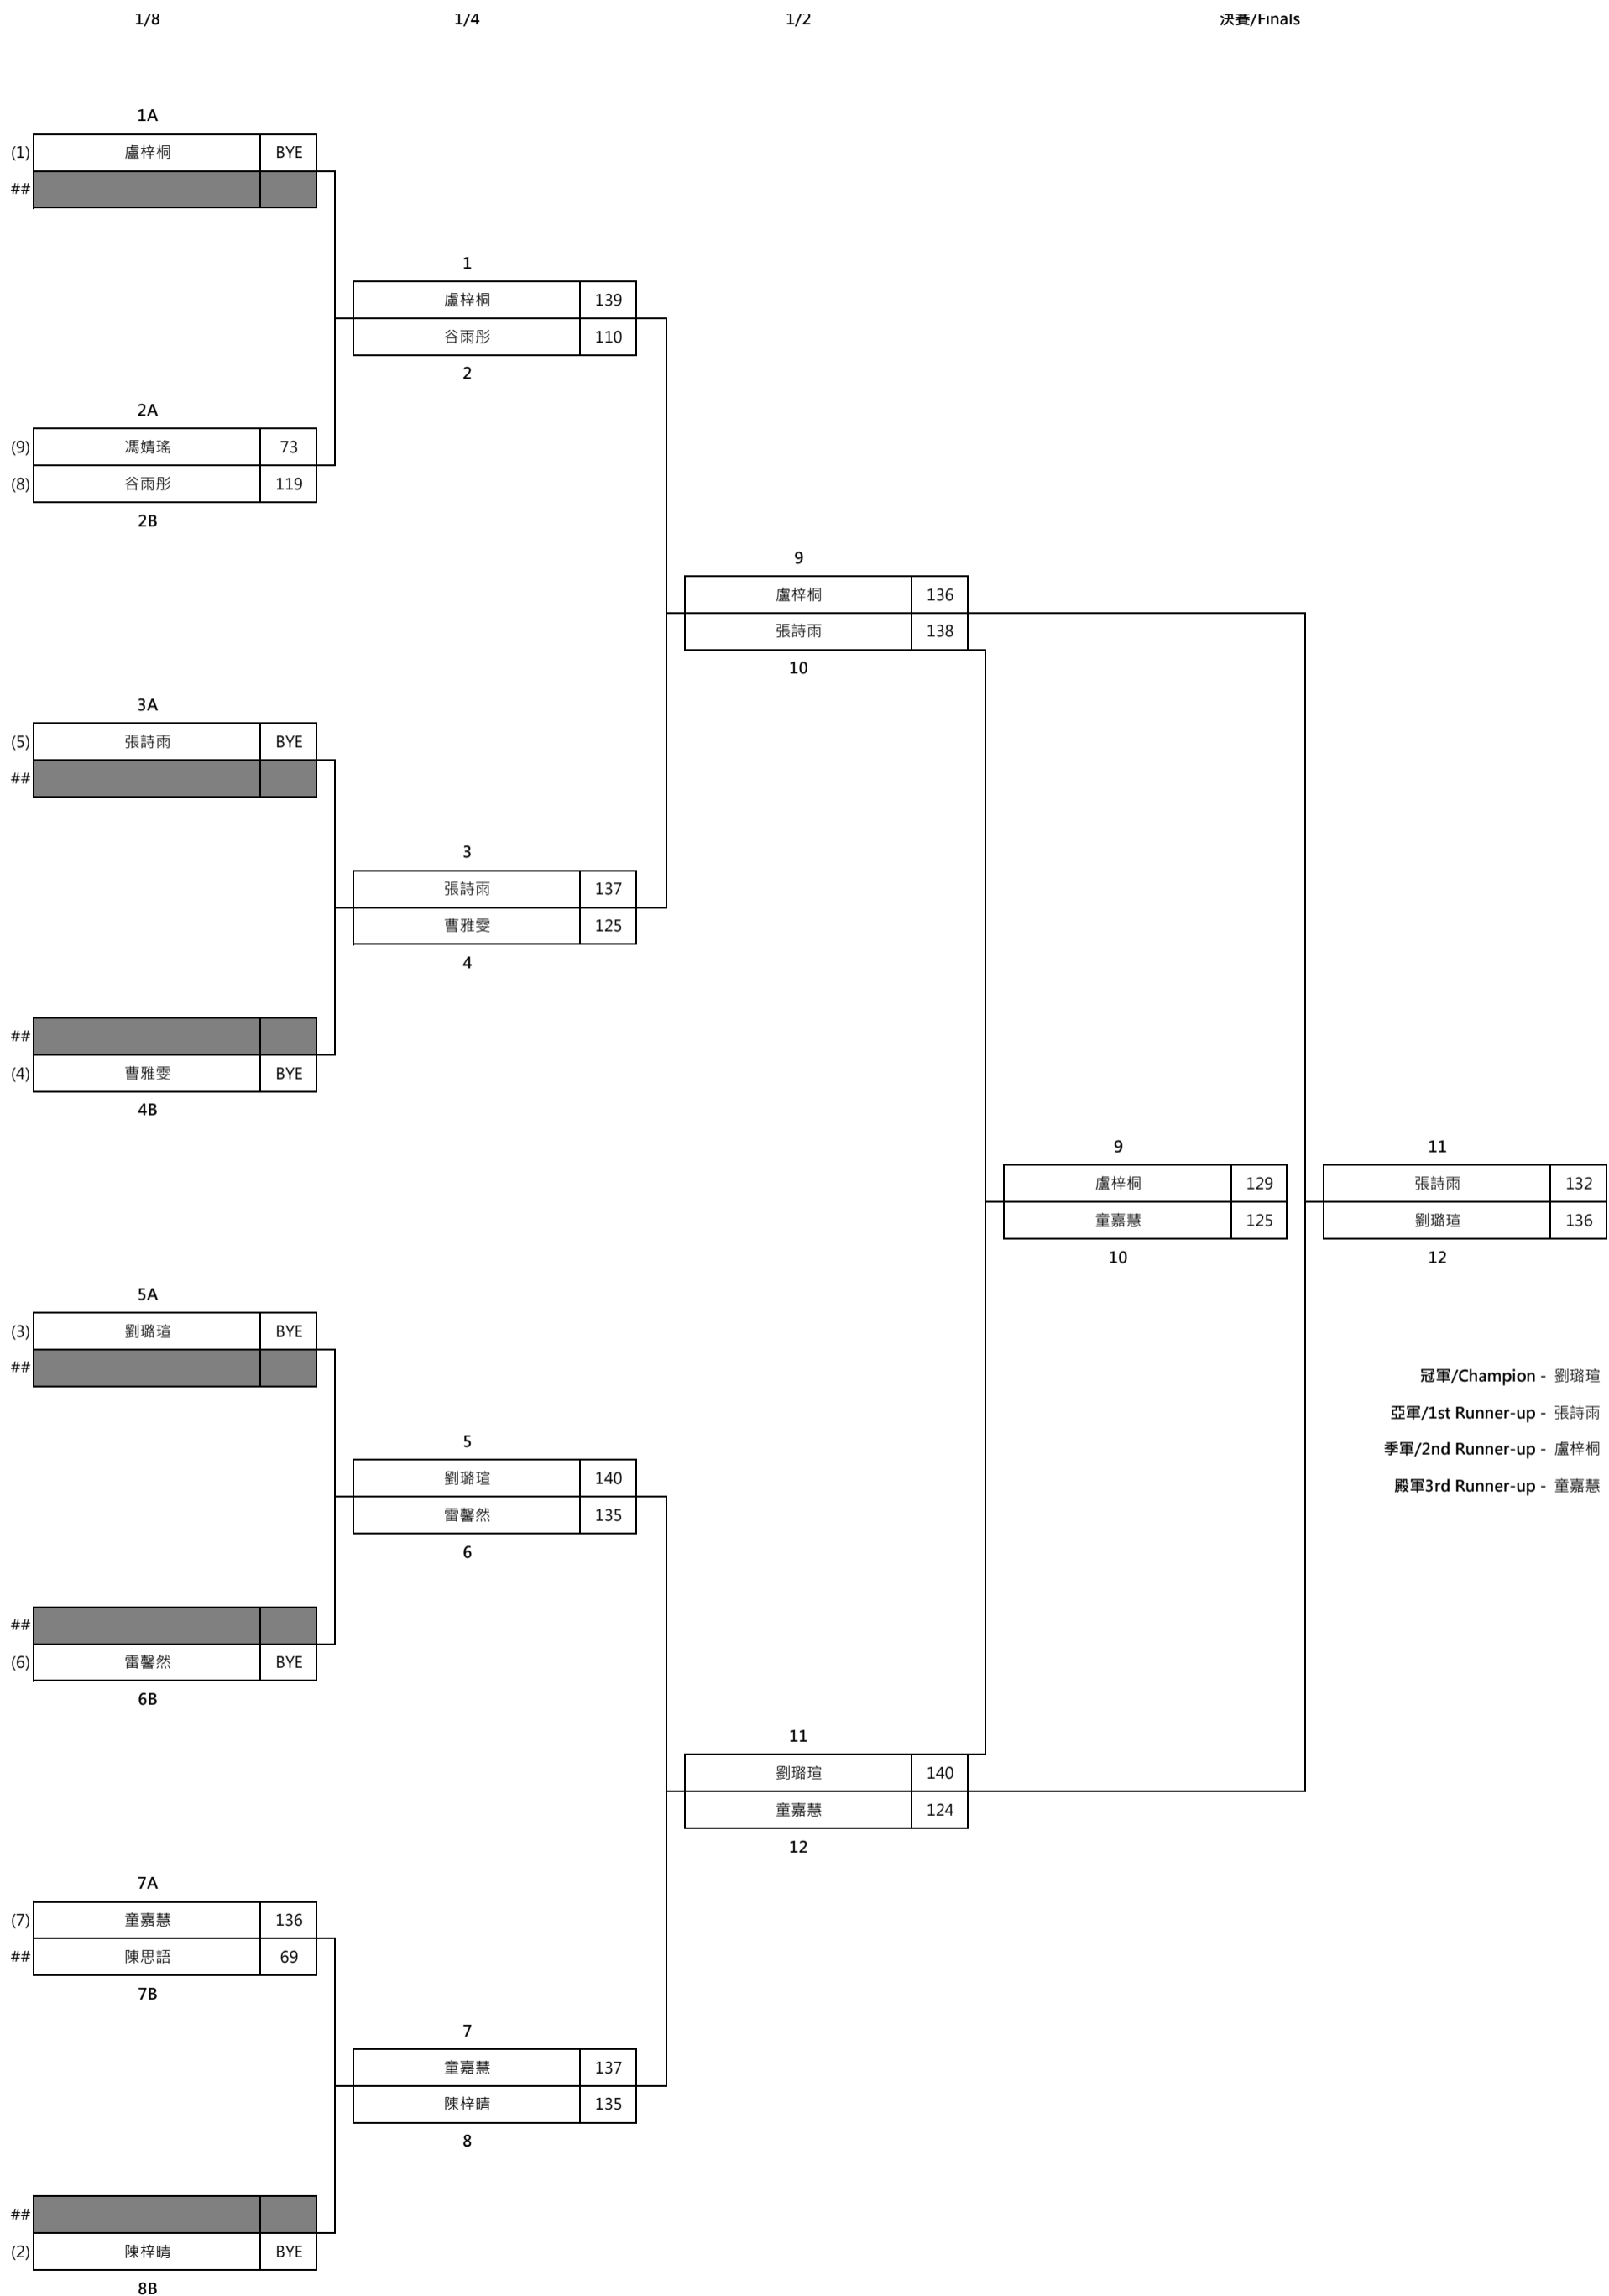 1/8 1/4 1/2 決賽/Finals
1A
(1) 盧梓桐 BYE
##
1
盧梓桐 139
谷雨彤 110
2
2A
(9) 馮婧瑤 73
(8) 谷雨彤 119
2B
9
盧梓桐 136
張詩雨 138
10
3A
(5) 張詩雨 BYE
##
3
張詩雨 137
曹雅雯 125
4
##
(4) 曹雅雯 BYE
4B
9 11
盧梓桐 129 張詩雨 132
童嘉慧 125 劉璐瑄 136
10 12
5A
(3) 劉璐瑄 BYE
##
冠軍/Champion - 劉璐瑄
亞軍/1st Runner-up - 張詩雨
季軍/2nd Runner-up - 盧梓桐
殿軍3rd Runner-up - 童嘉慧
5
劉璐瑄 140
雷馨然 135
6
##
(6) 雷馨然 BYE
6B
11
劉璐瑄 140
童嘉慧 124
12
7A
(7) 童嘉慧 136
## 陳思語 69
7B
7
童嘉慧 137
陳梓晴 135
8
##
(2) 陳梓晴 BYE
8B